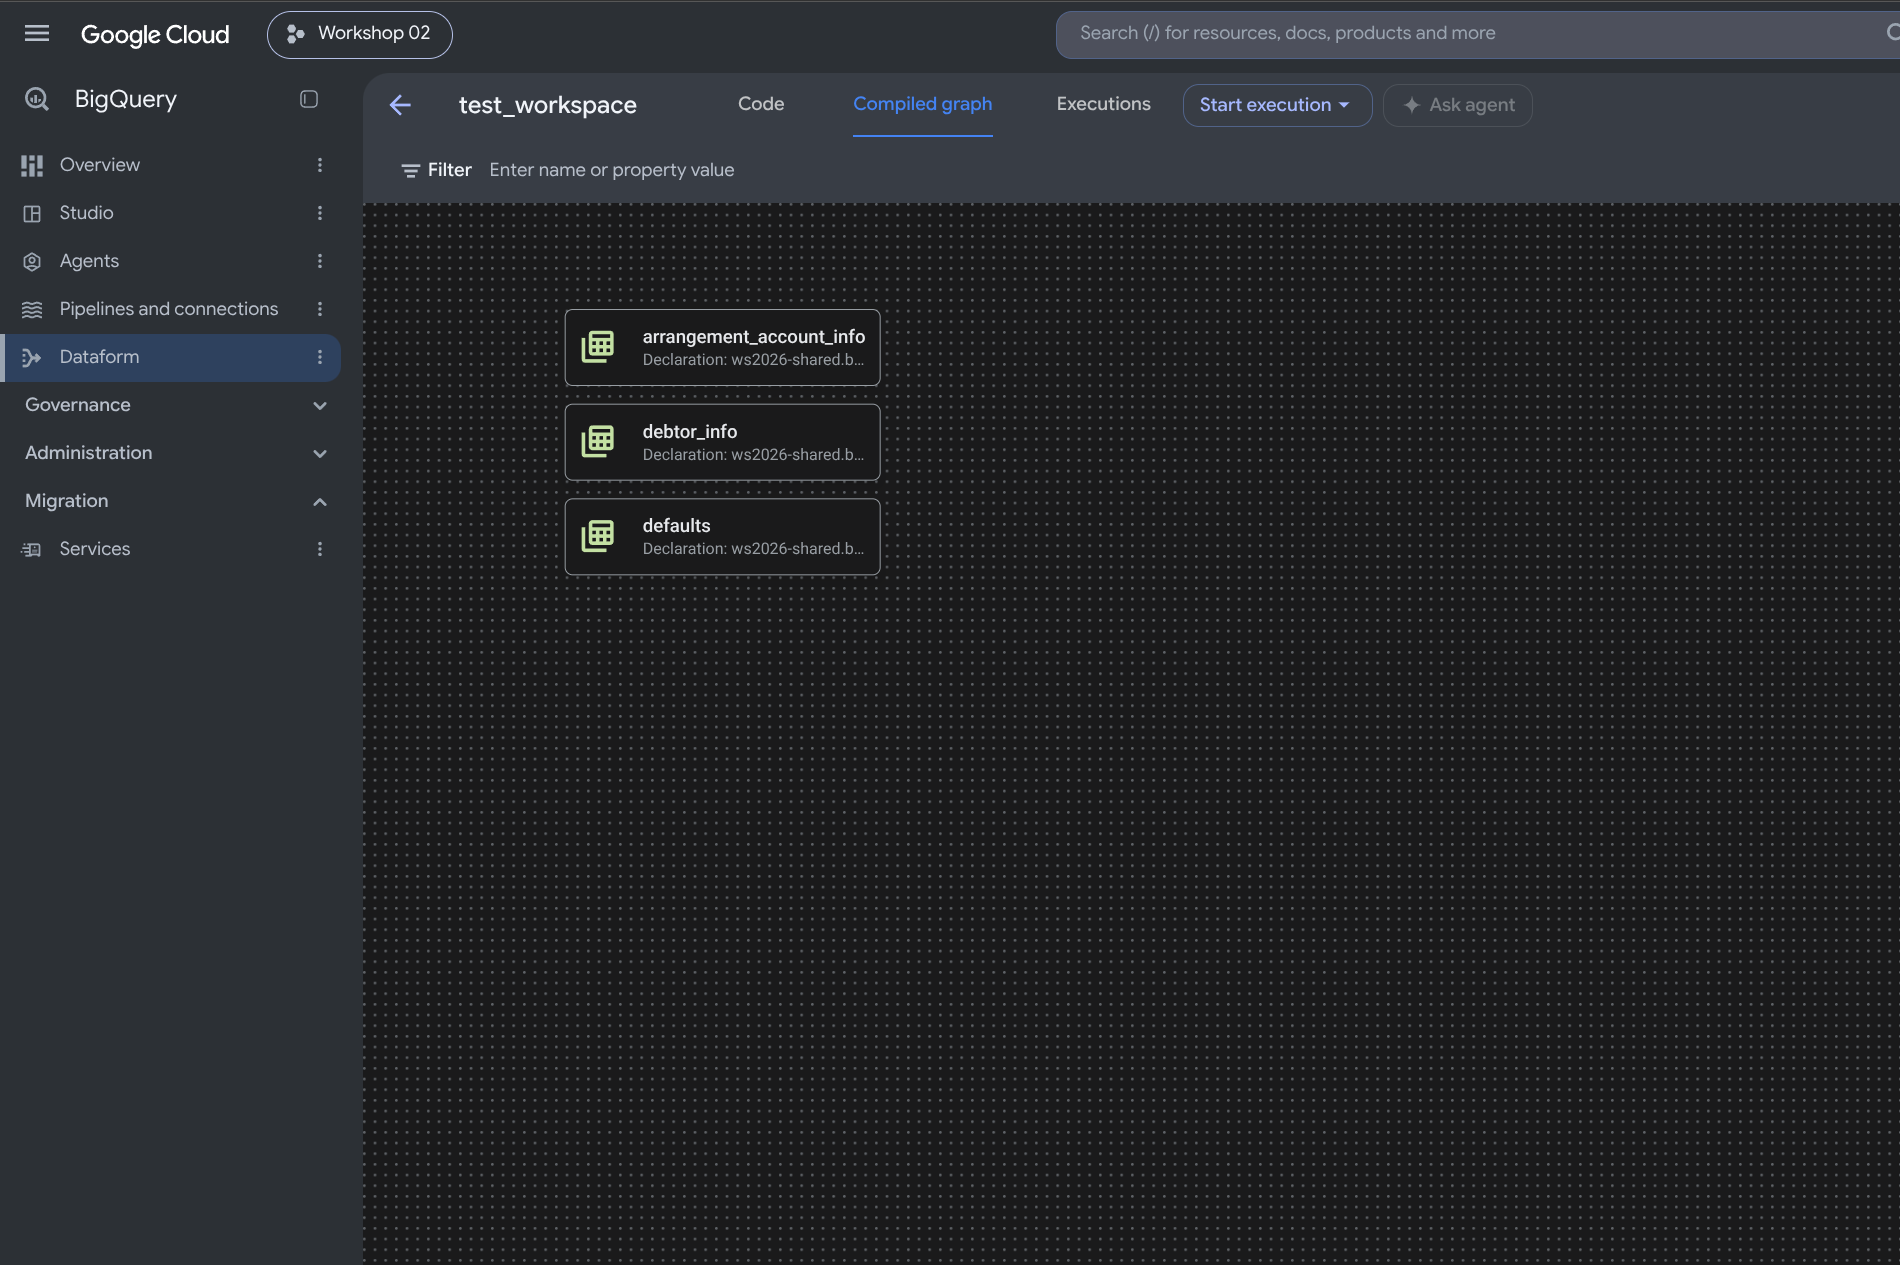 Google Cloud
Workshop 02
Search (/) for resources, docs, products and more
BigQuery
test_workspace
Code
Compiled graph
Executions
Start execution
Ask agent
Filter
Enter name or property value
Overview
Studio
Agents
Pipelines and connections
Dataform
Governance
Administration
Migration
Services
arrangement_account_info
Declaration: ws2026-shared.b...
debtor_info
Declaration: ws2026-shared.b...
defaults
Declaration: ws2026-shared.b...